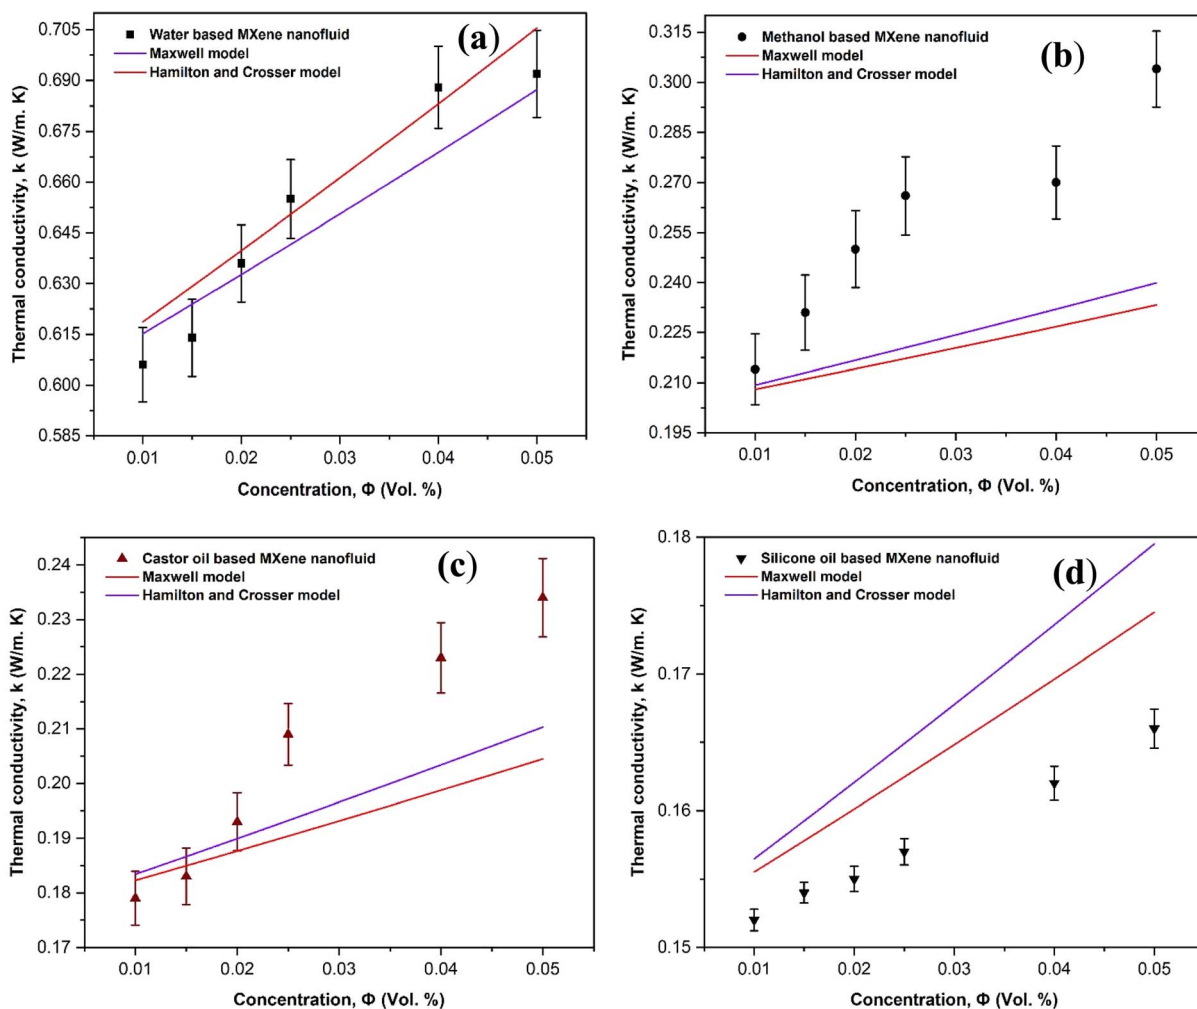 (a)
Water based MXene nanofluid
Maxwell model
Hamilton and Crosser model
Thermal conductivity, k (W/m. K)
0.705
0.690
0.675
0.660
0.645
0.630
0.615
0.600
0.585
0.01 0.02 0.03 0.04 0.05
Concentration, Φ (Vol. %)
(b)
Methanol based MXene nanofluid
Maxwell model
Hamilton and Crosser model
Thermal conductivity, k (W/m. K)
0.315
0.300
0.285
0.270
0.255
0.240
0.225
0.210
0.195
0.01 0.02 0.03 0.04 0.05
Concentration, Φ (Vol. %)
(c)
Castor oil based MXene nanofluid
Maxwell model
Hamilton and Crosser model
Thermal conductivity, k (W/m. K)
0.24
0.23
0.22
0.21
0.20
0.19
0.18
0.17
0.01 0.02 0.03 0.04 0.05
Concentration, Φ (Vol. %)
(d)
Silicone oil based MXene nanofluid
Maxwell model
Hamilton and Crosser model
Thermal conductivity, k (W/m. K)
0.18
0.17
0.16
0.15
0.01 0.02 0.03 0.04 0.05
Concentration, Φ (Vol. %)